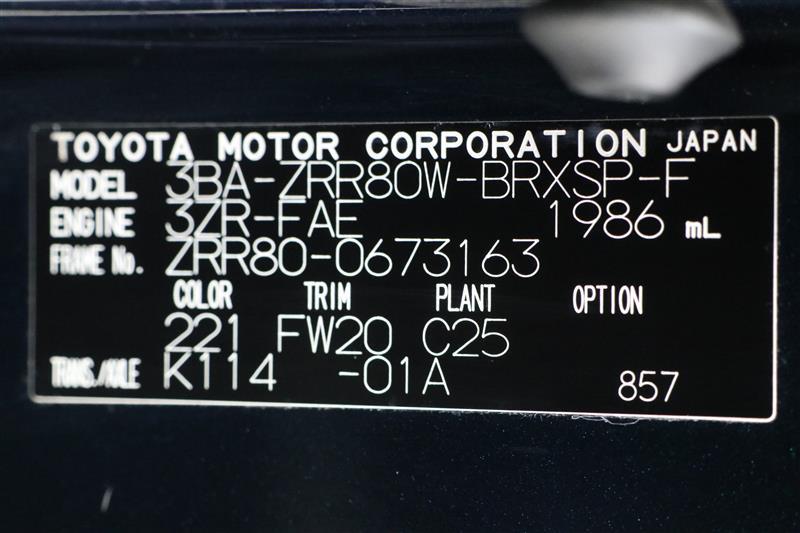 TOYOTA MOTOR CORPORATION JAPAN
MODEL 3BA-ZRR80W-BRXSP-F
ENGINE 3ZR-FAE 1986 mL
FRAME No. ZRR80-0673163
COLOR TRIM PLANT OPTION
221 FW20 C25
TRANS./AXLE K114 -01A 857